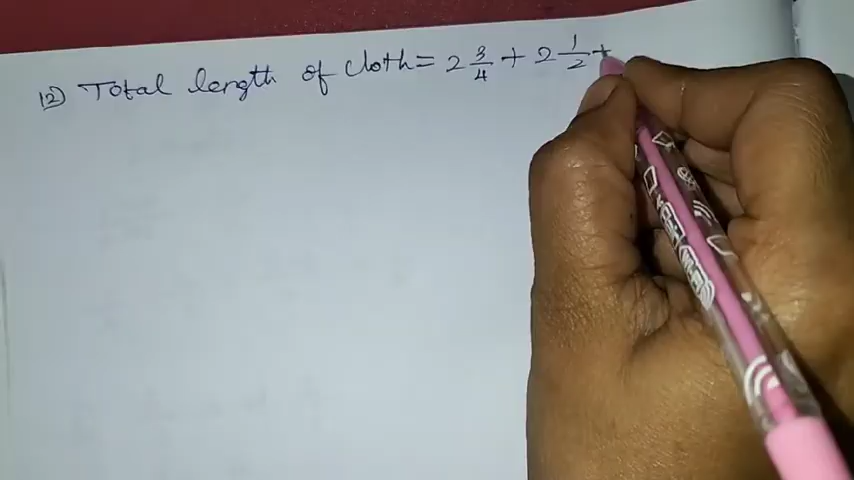 12) Total length of cloth = 2 3/4 + 2 1/2 +